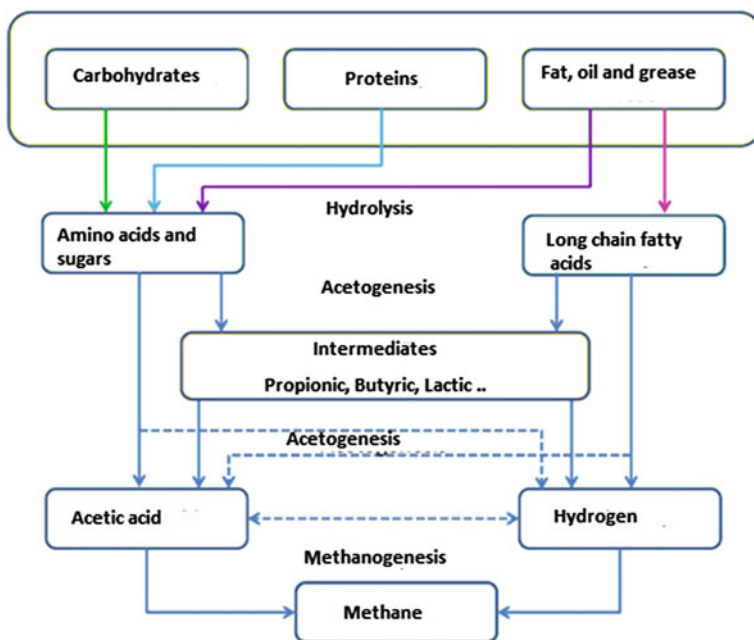 Carbohydrates
Proteins
Fat, oil and grease
Hydrolysis
Amino acids and
sugars
Long chain fatty
acids
Acetogenesis
Intermediates
Propionic, Butyric, Lactic ..
Acetogenesis
Acetic acid
Hydrogen
Methanogenesis
Methane